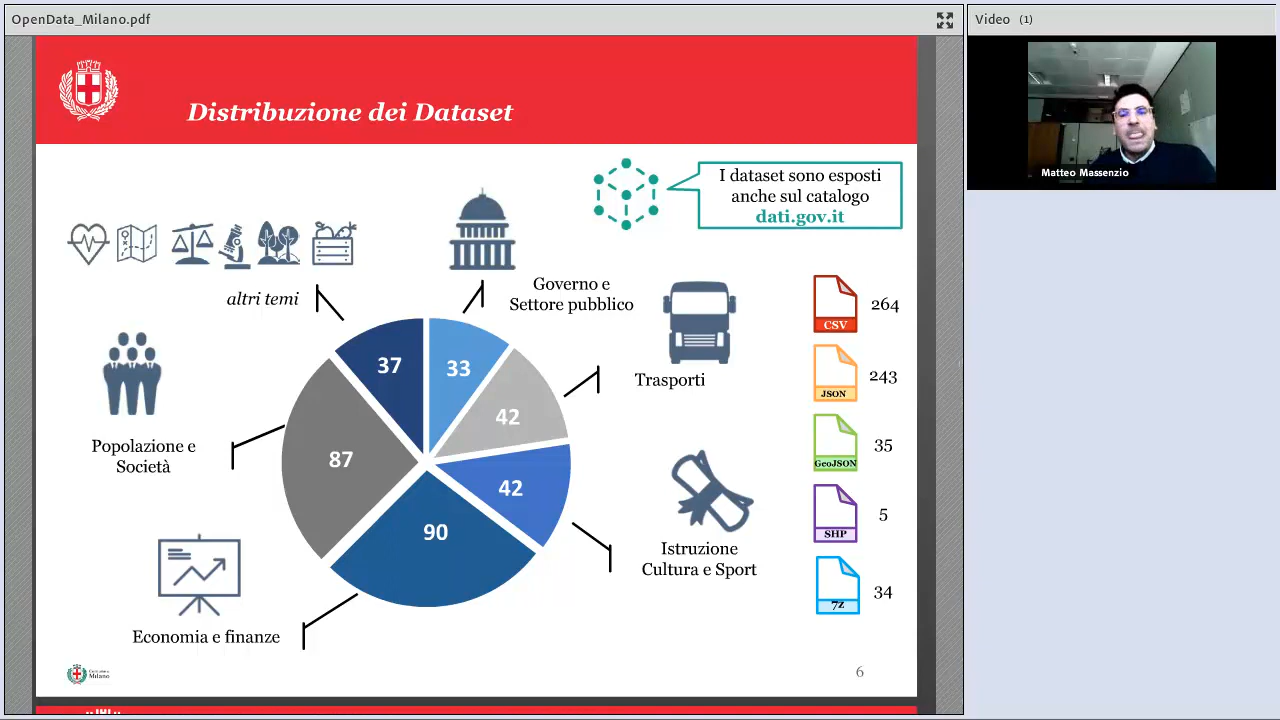 OpenData_Milano.pdf
Video (1)
Matteo Massenzio
Distribuzione dei Dataset
I dataset sono esposti
anche sul catalogo
dati.gov.it
altri temi
Governo e
Settore pubblico
Trasporti
Popolazione e
Società
Istruzione
Cultura e Sport
Economia e finanze
37
33
42
87
42
90
CSV
264
JSON
243
GeoJSON
35
SHP
5
7z
34
Milano
6